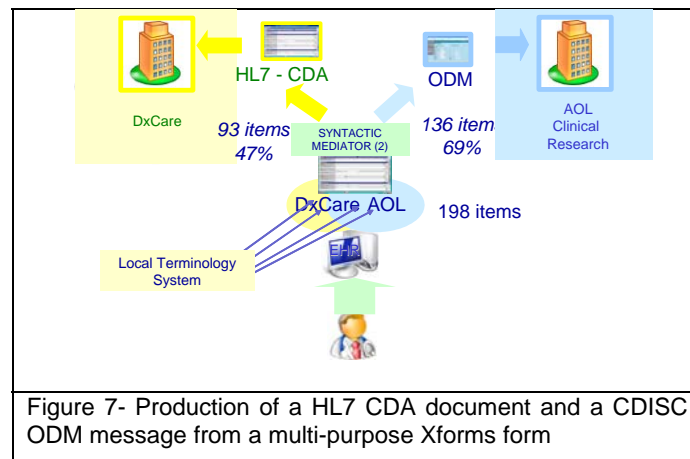 HL7 - CDA
ODM
DxCare
AOL
Clinical
Research
93 items
47%
SYNTACTIC
MEDIATOR (2)
136 item
69%
DxCare AOL
198 items
EHR
Local Terminology
System
Figure 7- Production of a HL7 CDA document and a CDISC
ODM message from a multi-purpose Xforms form